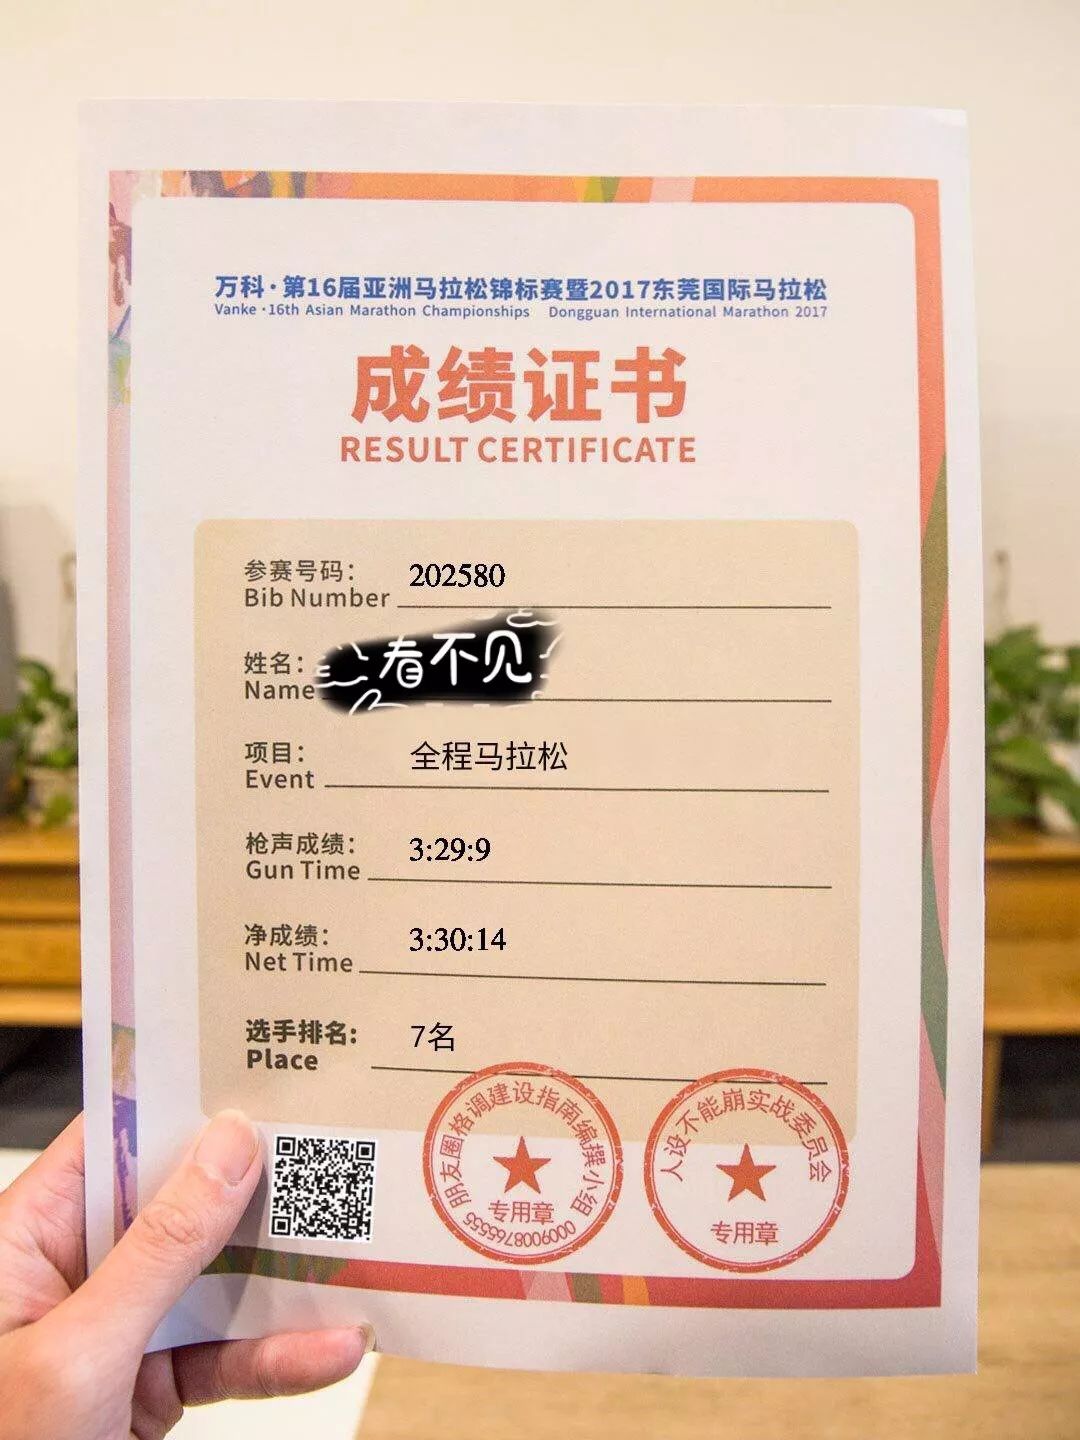 万科·第16届亚洲马拉松锦标赛暨2017东莞国际马拉松
Vanke·16th Asian Marathon Championships Dongguan International Marathon 2017
成绩证书
RESULT CERTIFICATE
参赛号码： 202580
Bib Number
看不见
姓名：
Name
项目： 全程马拉松
Event
枪声成绩： 3:29:9
Gun Time
净成绩： 3:30:14
Net Time
选手排名: 7名
Place
朋友圈格调建设指南编撰小组
专用章
0009008765555
人设不能崩实战委员会
专用章